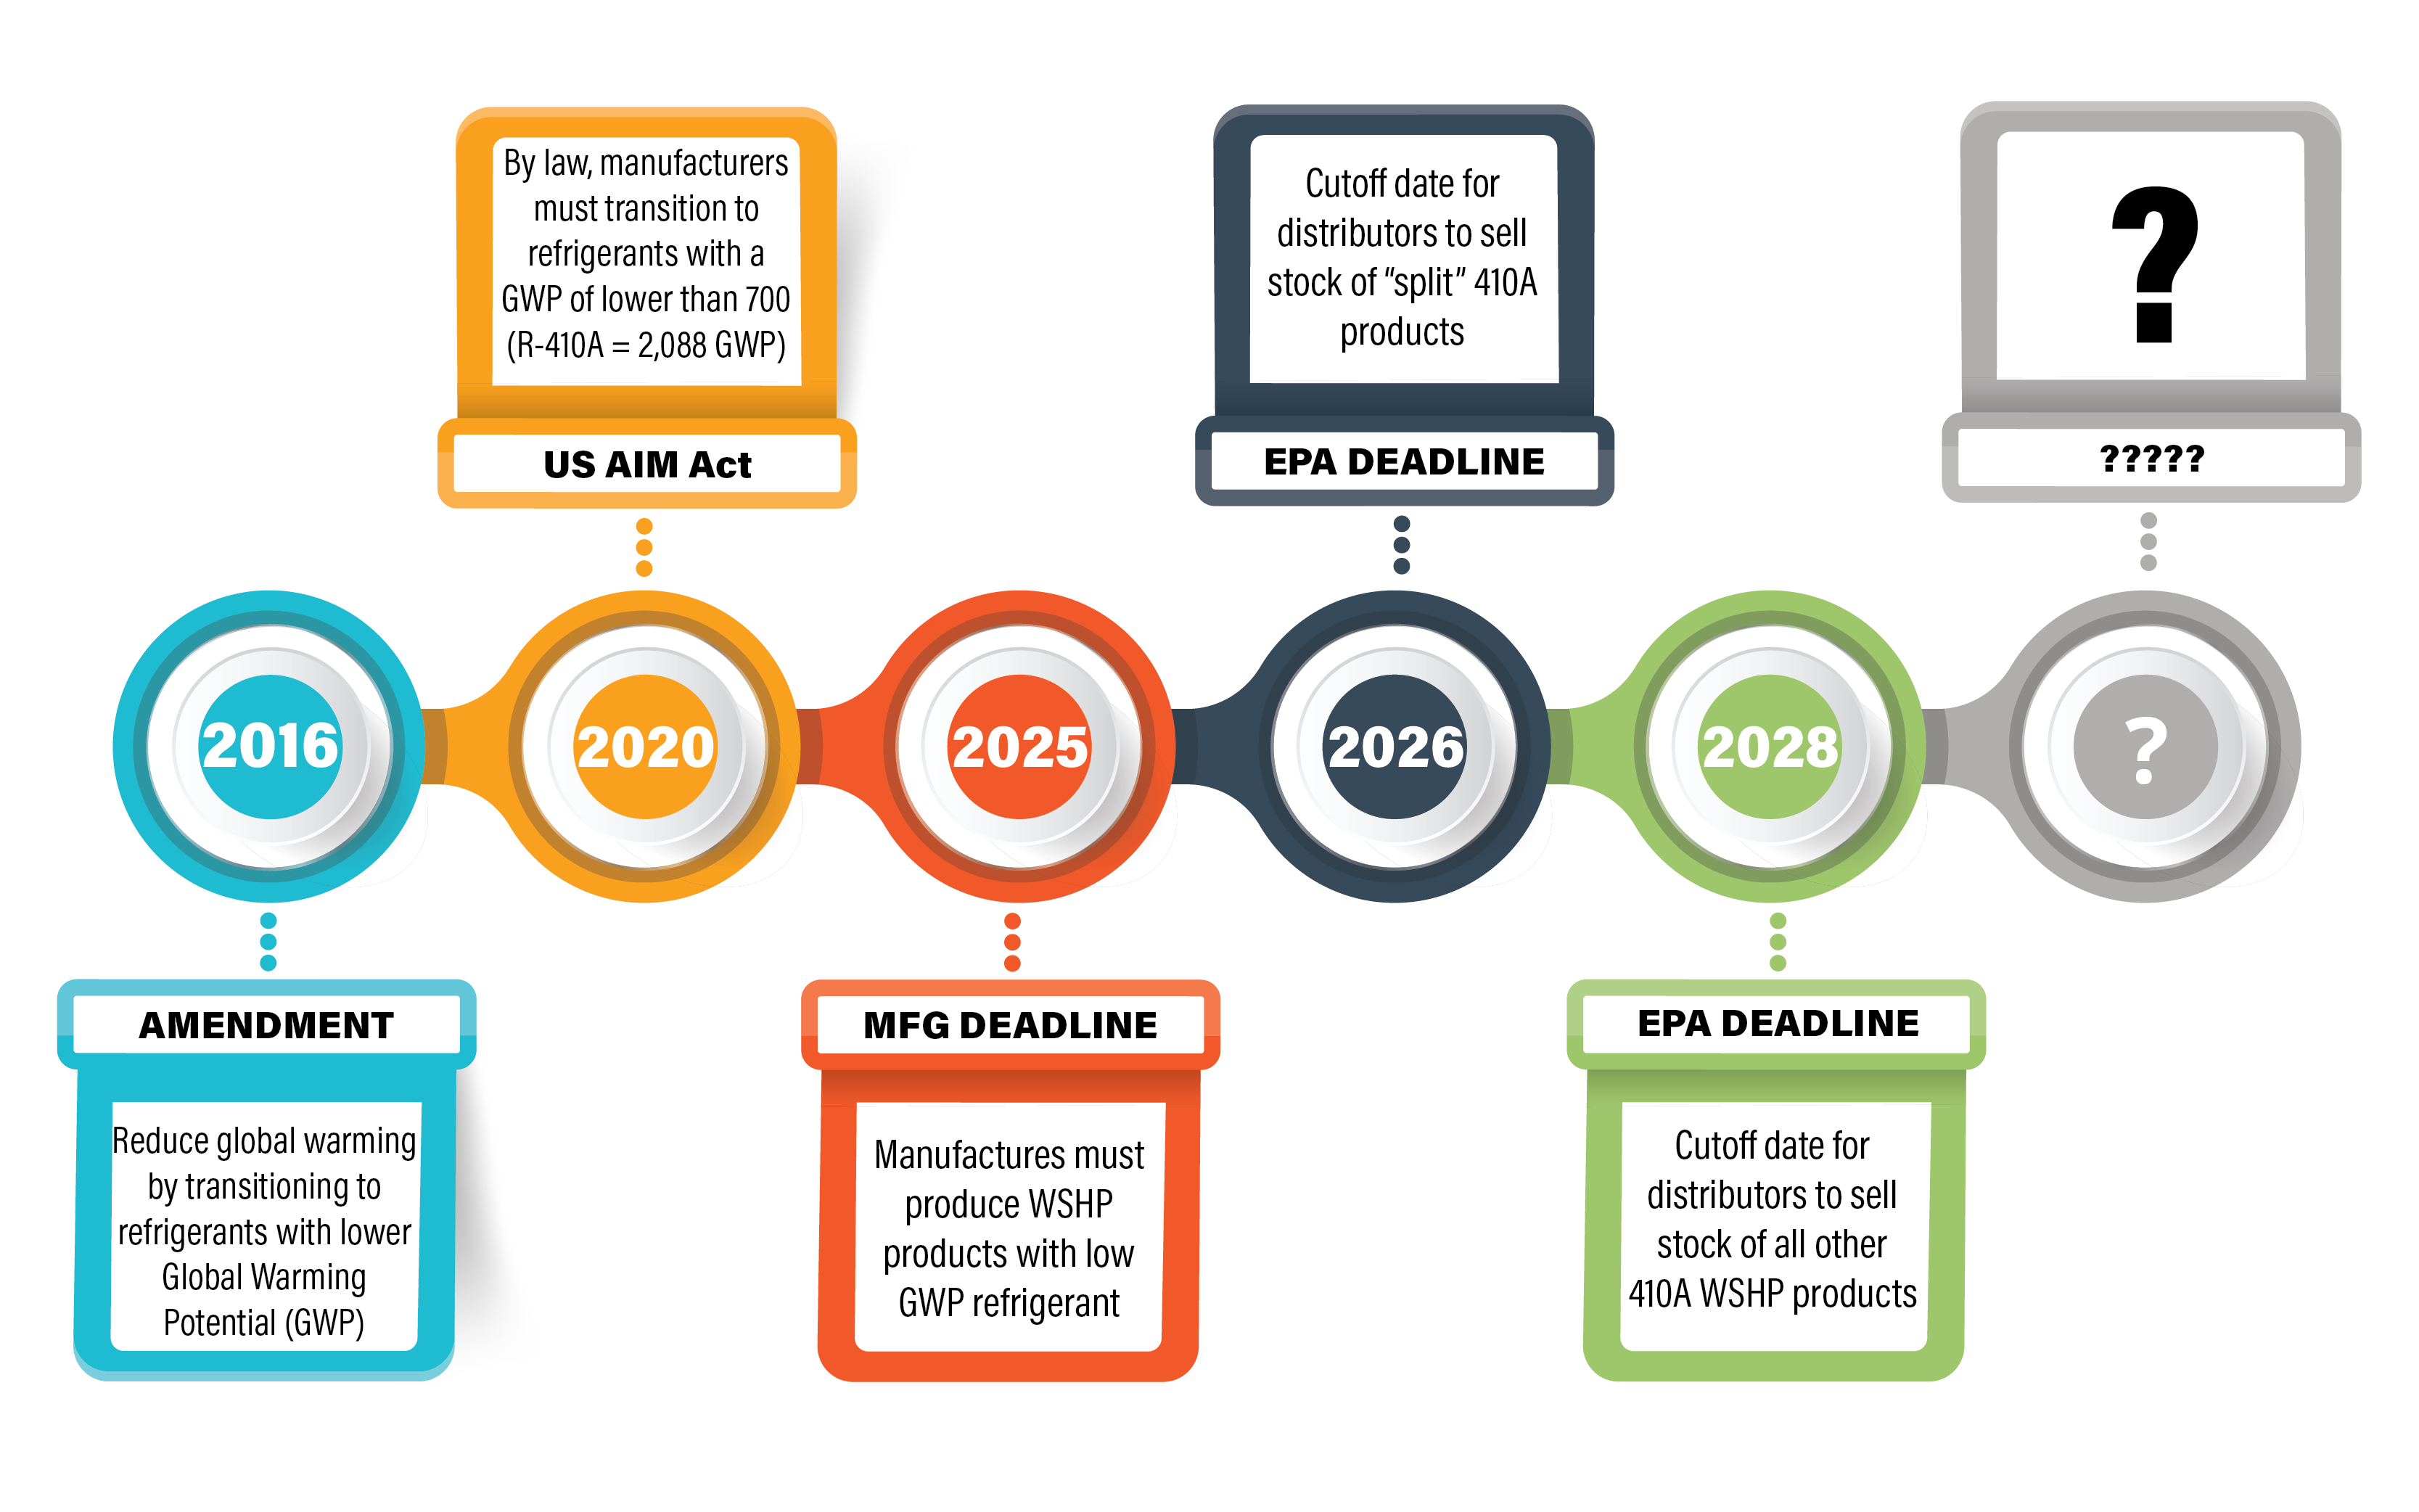 By law, manufacturers
must transition to
refrigerants with a
GWP of lower than 700
(R-410A = 2,088 GWP)
US AIM Act
Cutoff date for
distributors to sell
stock of “split” 410A
products
EPA DEADLINE
?
?????
2016
2020
2025
2026
2028
?
AMENDMENT
Reduce global warming
by transitioning to
refrigerants with lower
Global Warming
Potential (GWP)
MFG DEADLINE
Manufactures must
produce WSHP
products with low
GWP refrigerant
EPA DEADLINE
Cutoff date for
distributors to sell
stock of all other
410A WSHP products